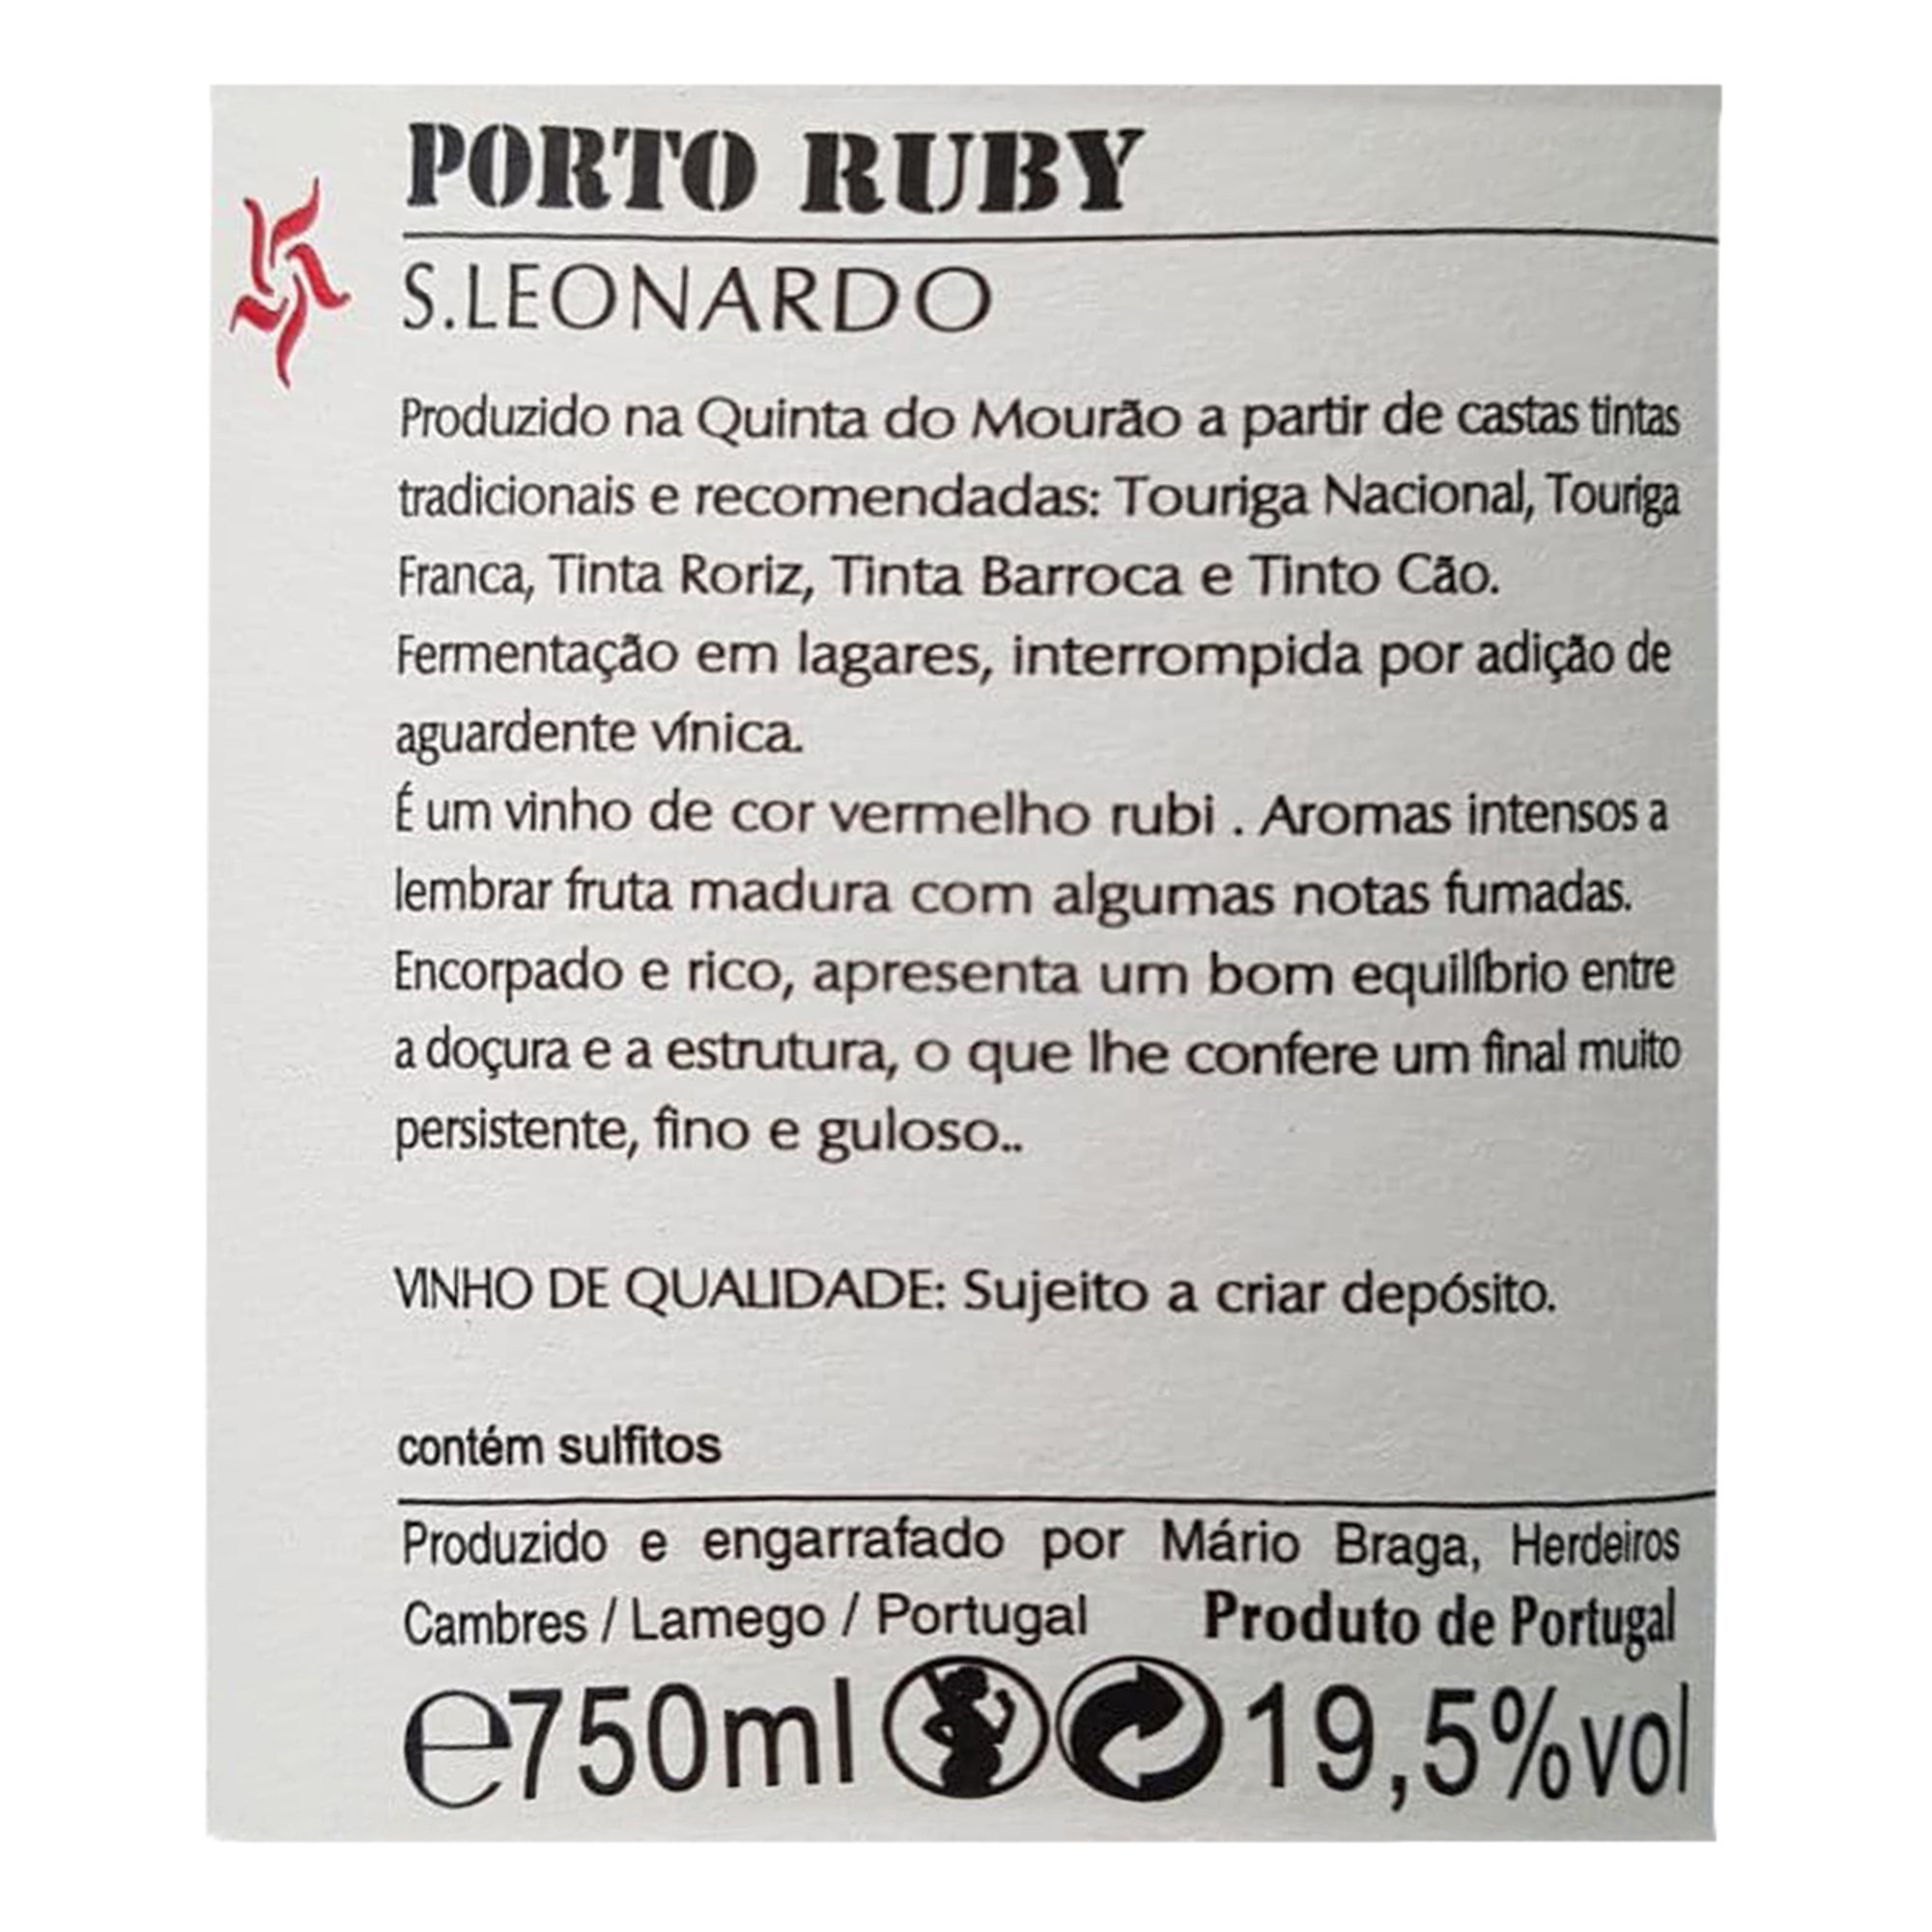 PORTO RUBY
S.LEONARDO
Produzido na Quinta do Mourão a partir de castas tintas
tradicionais e recomendadas: Touriga Nacional, Touriga
Franca, Tinta Roriz, Tinta Barroca e Tinto Cão.
Fermentação em lagares, interrompida por adição de
aguardente vínica.
É um vinho de cor vermelho rubi . Aromas intensos a
lembrar fruta madura com algumas notas fumadas.
Encorpado e rico, apresenta um bom equilíbrio entre
a doçura e a estrutura, o que lhe confere um final muito
persistente, fino e guloso..
VINHO DE QUALIDADE: Sujeito a criar depósito.
contém sulfitos
Produzido e engarrafado por Mário Braga, Herdeiros
Cambres / Lamego / Portugal Produto de Portugal
℮750ml 19,5%vol